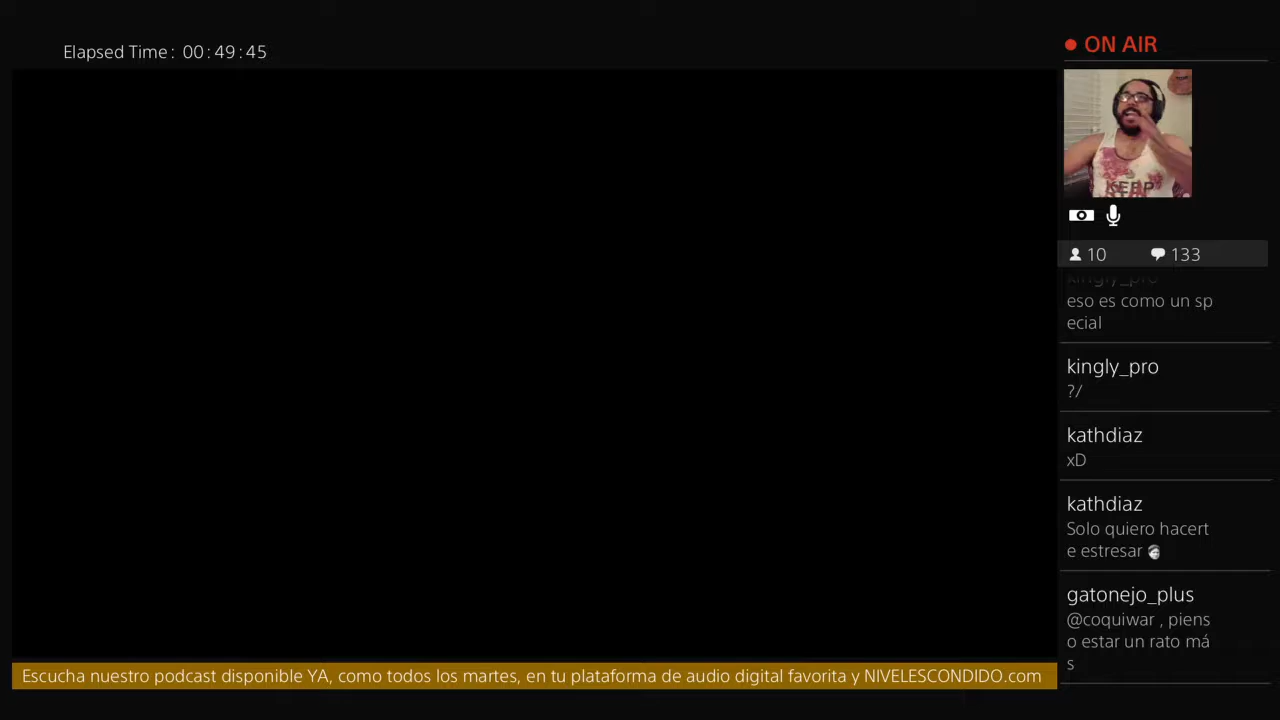 Elapsed Time: 00:49:45
ON AIR
KEEP
10 133
kingly_pro
eso es como un sp
ecial
kingly_pro
?/
kathdiaz
xD
kathdiaz
Solo quiero hacert
e estresar
gatonejo_plus
@coquiwar , piens
o estar un rato má
s
Escucha nuestro podcast disponible YA, como todos los martes, en tu plataforma de audio digital favorita y NIVELESCONDIDO.com